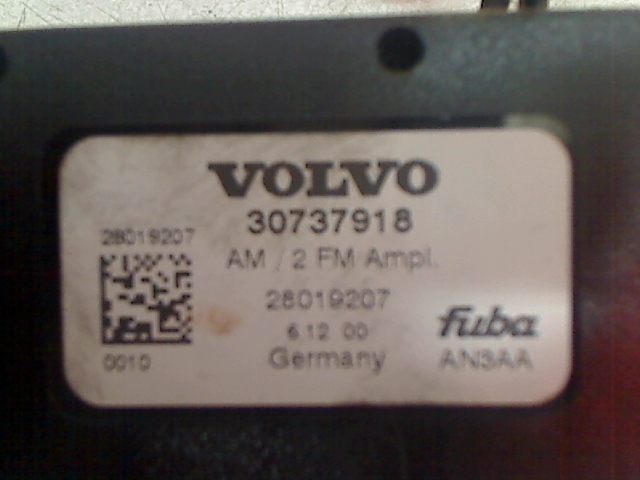 VOLVO
30737918
28019207
AM / 2 FM Ampl.
28019207
6.12 00
fuba
0010
Germany
AN3AA